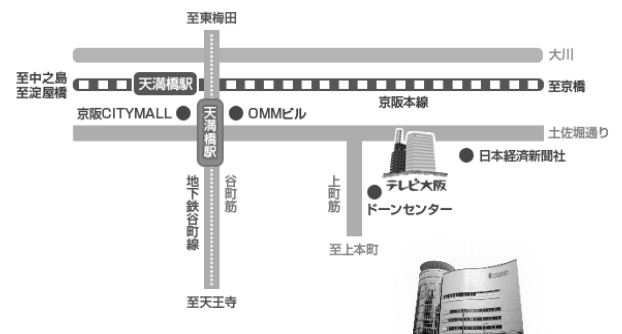 至東梅田
大川
至中之島
至淀屋橋
天満橋駅
至京橋
京阪本線
京阪CITYMALL
天満橋駅
OMMビル
土佐堀通り
日本経済新聞社
テレビ大阪
ドーンセンター
地下鉄谷町線
谷町筋
上町筋
至上本町
至天王寺